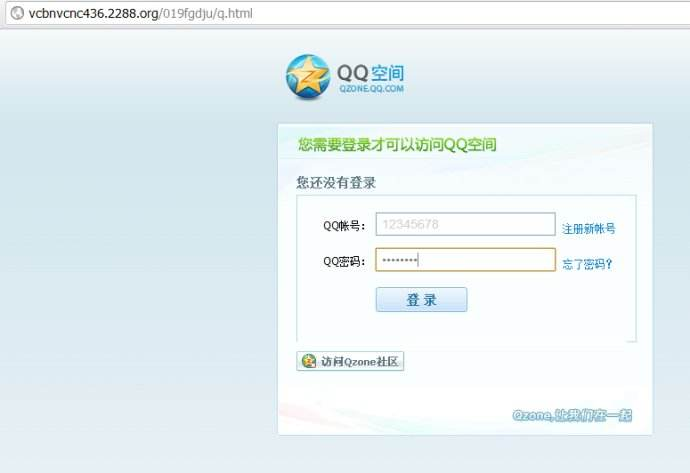 vcbnvcnc436.2288.org/019fgdju/q.html
QQ空间
QZONE.QQ.COM
您需要登录才可以访问QQ空间
您还没有登录
QQ帐号： 12345678 注册新帐号
QQ密码： •••••••• 忘了密码？
登录
访问Qzone社区
Qzone,让我们在一起